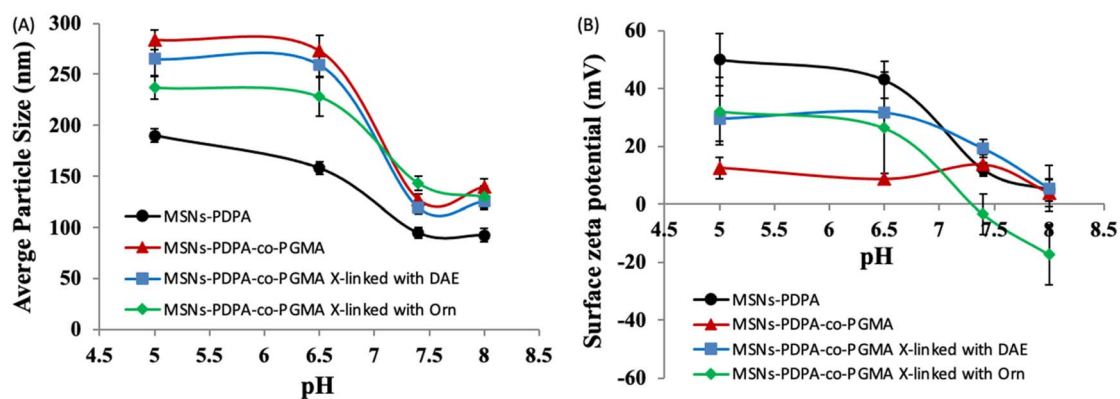 (A)
Averge Particle Size (nm)
300
250
200
150
100
50
0
MSNs-PDPA
MSNs-PDPA-co-PGMA
MSNs-PDPA-co-PGMA X-linked with DAE
MSNs-PDPA-co-PGMA X-linked with Orn
4.5 5 5.5 6 6.5 7 7.5 8 8.5
pH
(B)
Surface zeta potential (mV)
60
40
20
0
-20
-40
-60
4.5 5 5.5 6 6.5 7 7.5 8 8.5
pH
MSNs-PDPA
MSNs-PDPA-co-PGMA
MSNs-PDPA-co-PGMA X-linked with DAE
MSNs-PDPA-co-PGMA X-linked with Orn